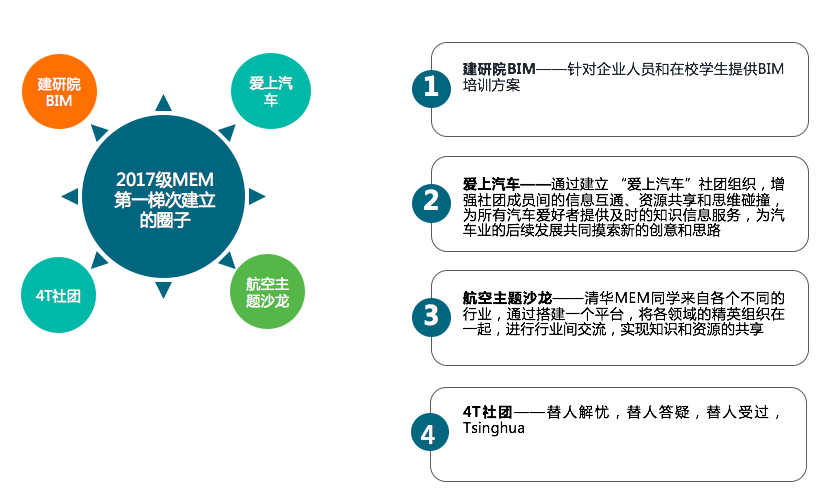 建研院
BIM
爱上汽
车
2017级MEM
第一梯次建立
的圈子
4T社团
航空主
题沙龙
1
建研院BIM——针对企业人员和在校学生提供BIM
培训方案
2
爱上汽车——通过建立 “爱上汽车”社团组织，增
强社团成员间的信息互通、资源共享和思维碰撞，
为所有汽车爱好者提供及时的知识信息服务，为汽
车业的后续发展共同摸索新的创意和思路
3
航空主题沙龙——清华MEM同学来自各个不同的
行业，通过搭建一个平台，将各领域的精英组织在
一起，进行行业间交流，实现知识和资源的共享
4
4T社团——替人解忧，替人答疑，替人受过，
Tsinghua